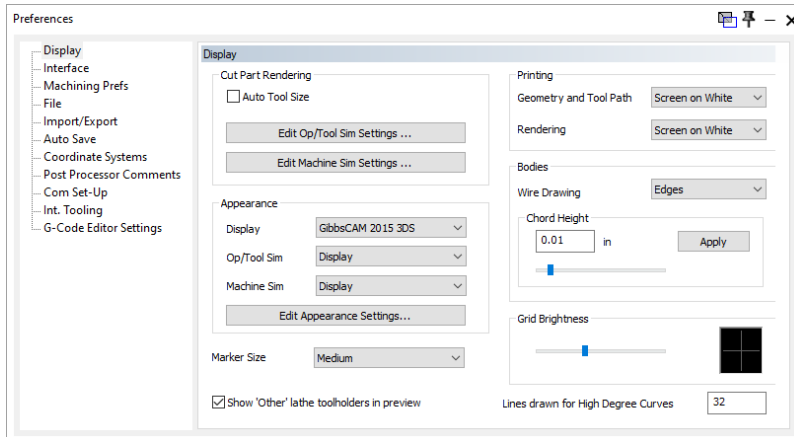 Preferences
Display
Interface
Machining Prefs
File
Import/Export
Auto Save
Coordinate Systems
Post Processor Comments
Com Set-Up
Int. Tooling
G-Code Editor Settings
Display
Cut Part Rendering
Auto Tool Size
Edit Op/Tool Sim Settings ...
Edit Machine Sim Settings ...
Appearance
Display GibbsCAM 2015 3DS
Op/Tool Sim Display
Machine Sim Display
Edit Appearance Settings...
Marker Size Medium
Show 'Other' lathe toolholders in preview
Printing
Geometry and Tool Path Screen on White
Rendering Screen on White
Bodies
Wire Drawing Edges
Chord Height
0.01 in Apply
Grid Brightness
Lines drawn for High Degree Curves 32